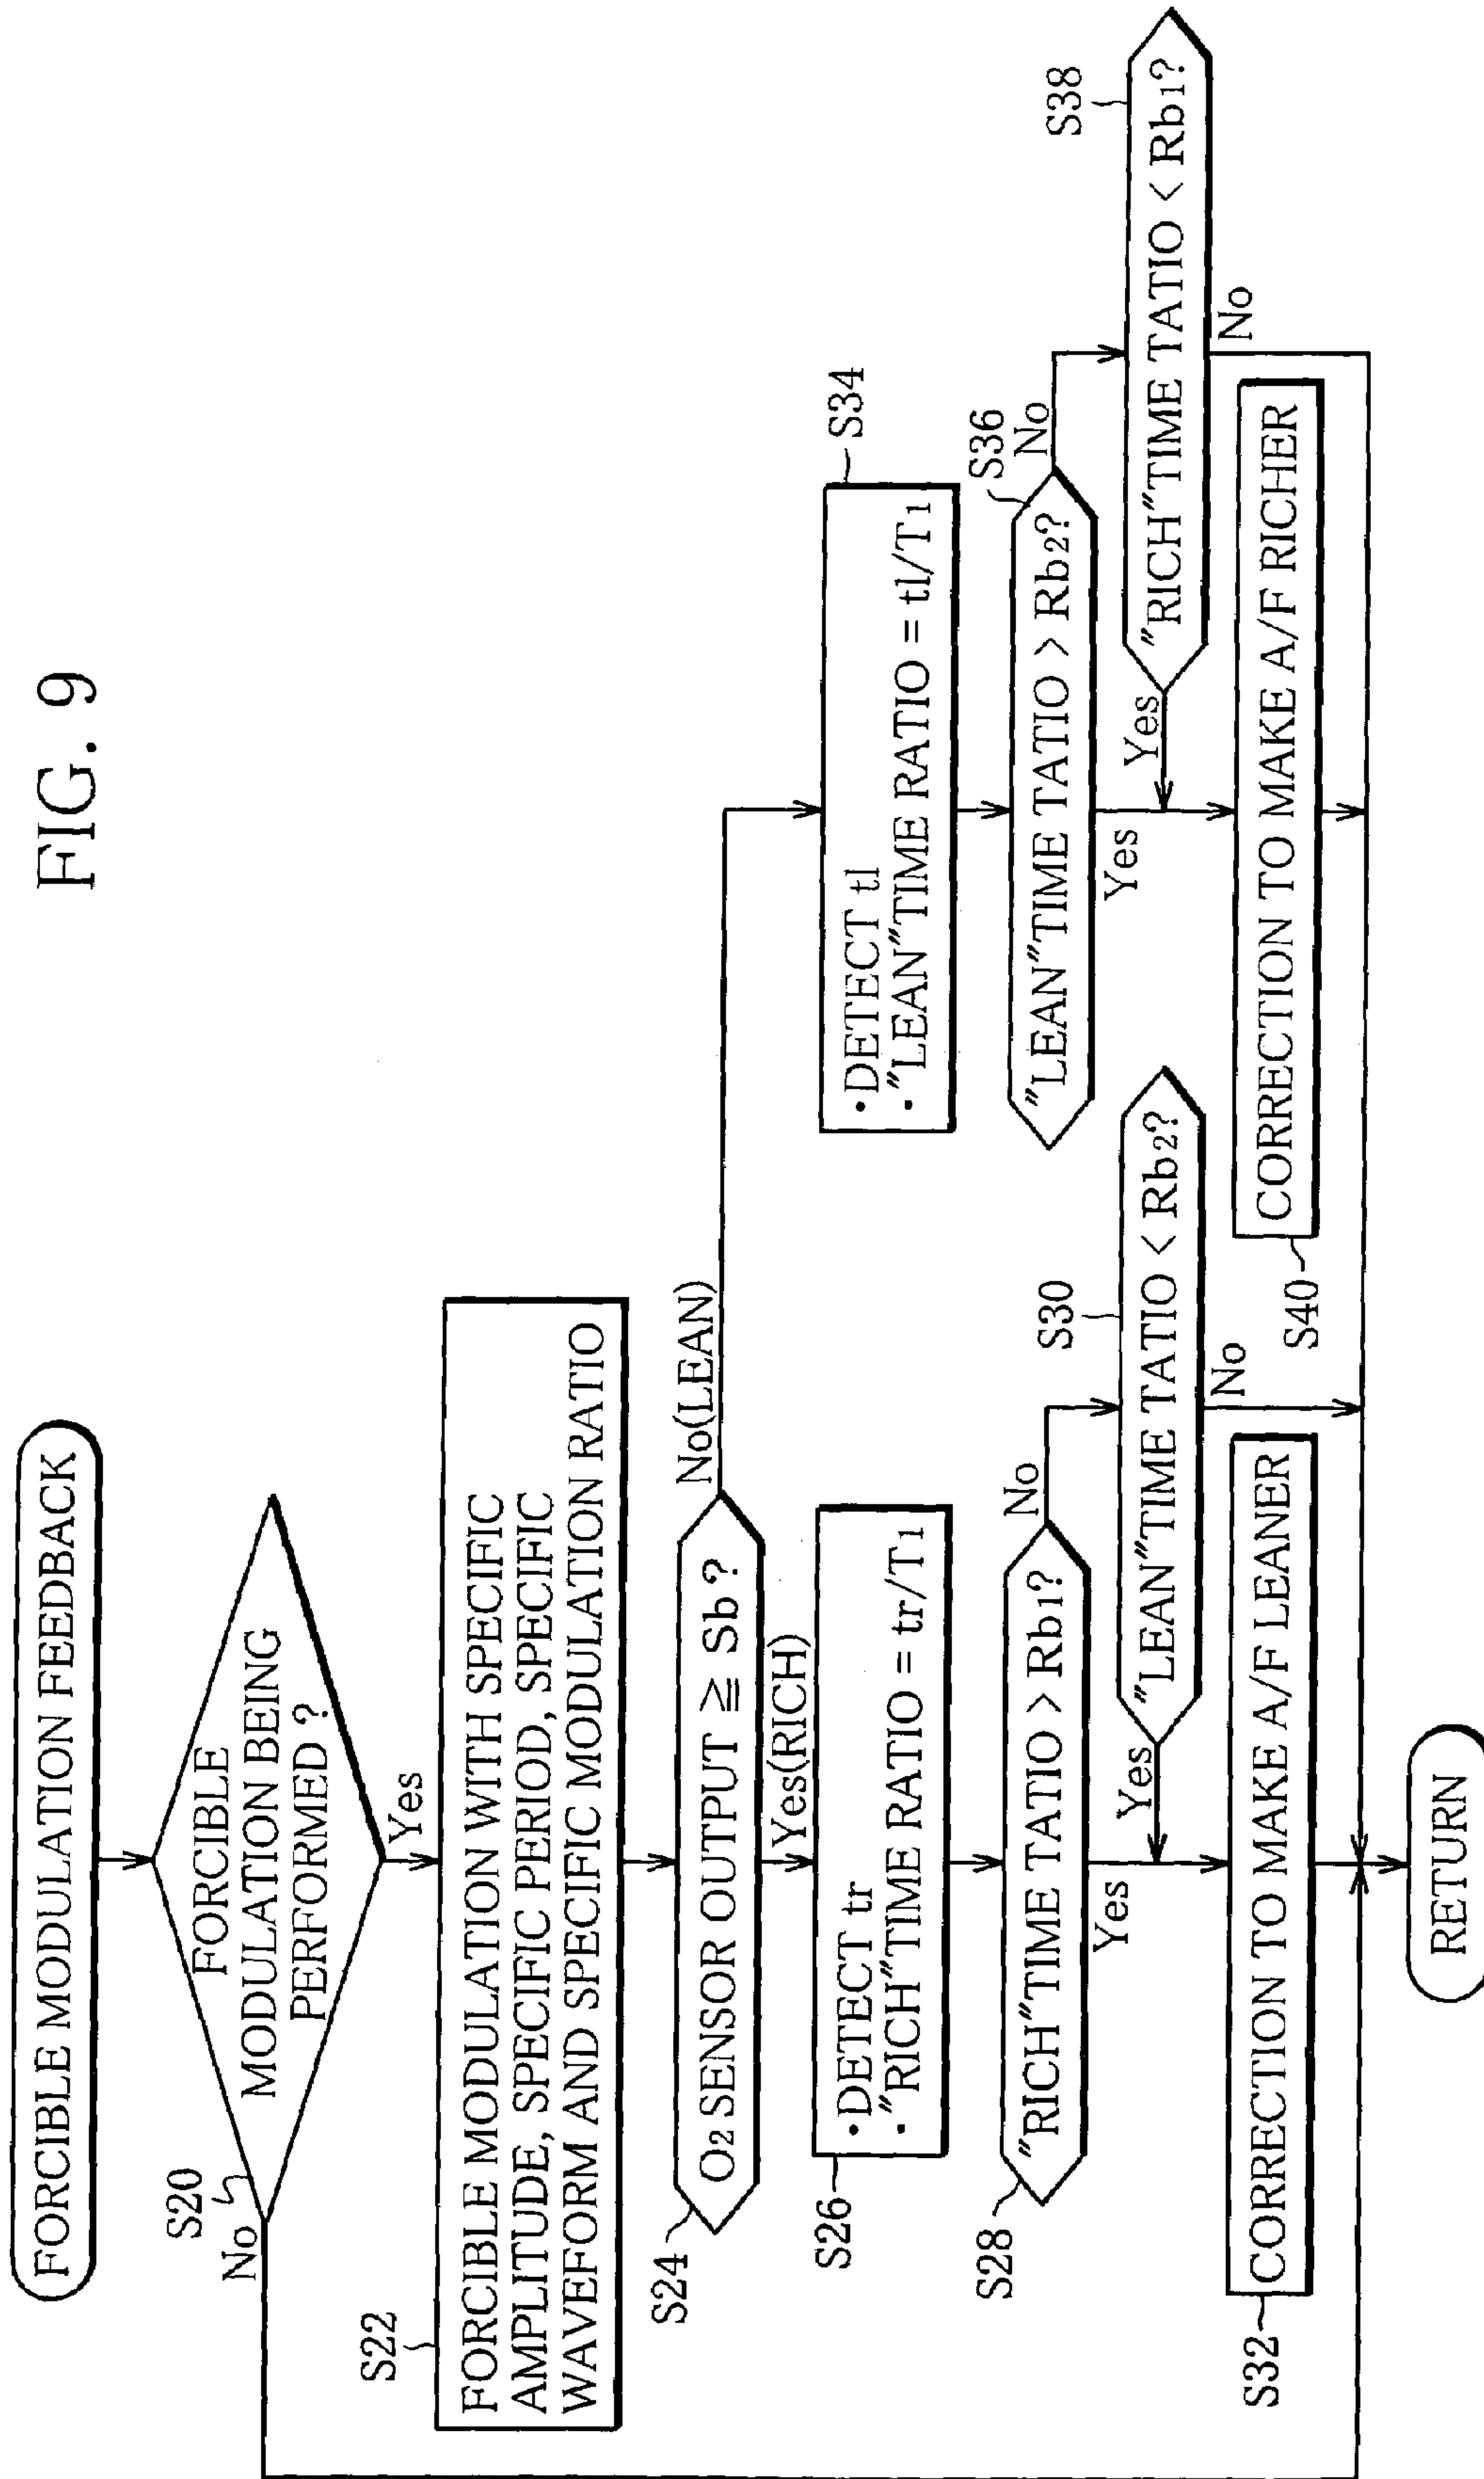 FIG. 9
FORCIBLE MODULATION FEEDBACK
S20
FORCIBLE
MODULATION BEING
PERFORMED ?
No
Yes
S22
FORCIBLE MODULATION WITH SPECIFIC
AMPLITUDE, SPECIFIC PERIOD, SPECIFIC
WAVEFORM AND SPECIFIC MODULATION RATIO
S24
O2 SENSOR OUTPUT ≧ Sb ?
No(LEAN)
Yes(RICH)
S26
•DETECT tr
•"RICH"TIME RATIO = tr/T1
S34
•DETECT tl
•"LEAN"TIME RATIO = tl/T1
S28
"RICH"TIME TATIO > Rb1?
No
Yes
S36
"LEAN"TIME TATIO > Rb2?
No
Yes
S30
"LEAN"TIME TATIO < Rb2?
Yes
No
S38
"RICH"TIME TATIO < Rb1?
Yes
No
S32
CORRECTION TO MAKE A/F LEANER
S40
CORRECTION TO MAKE A/F RICHER
RETURN